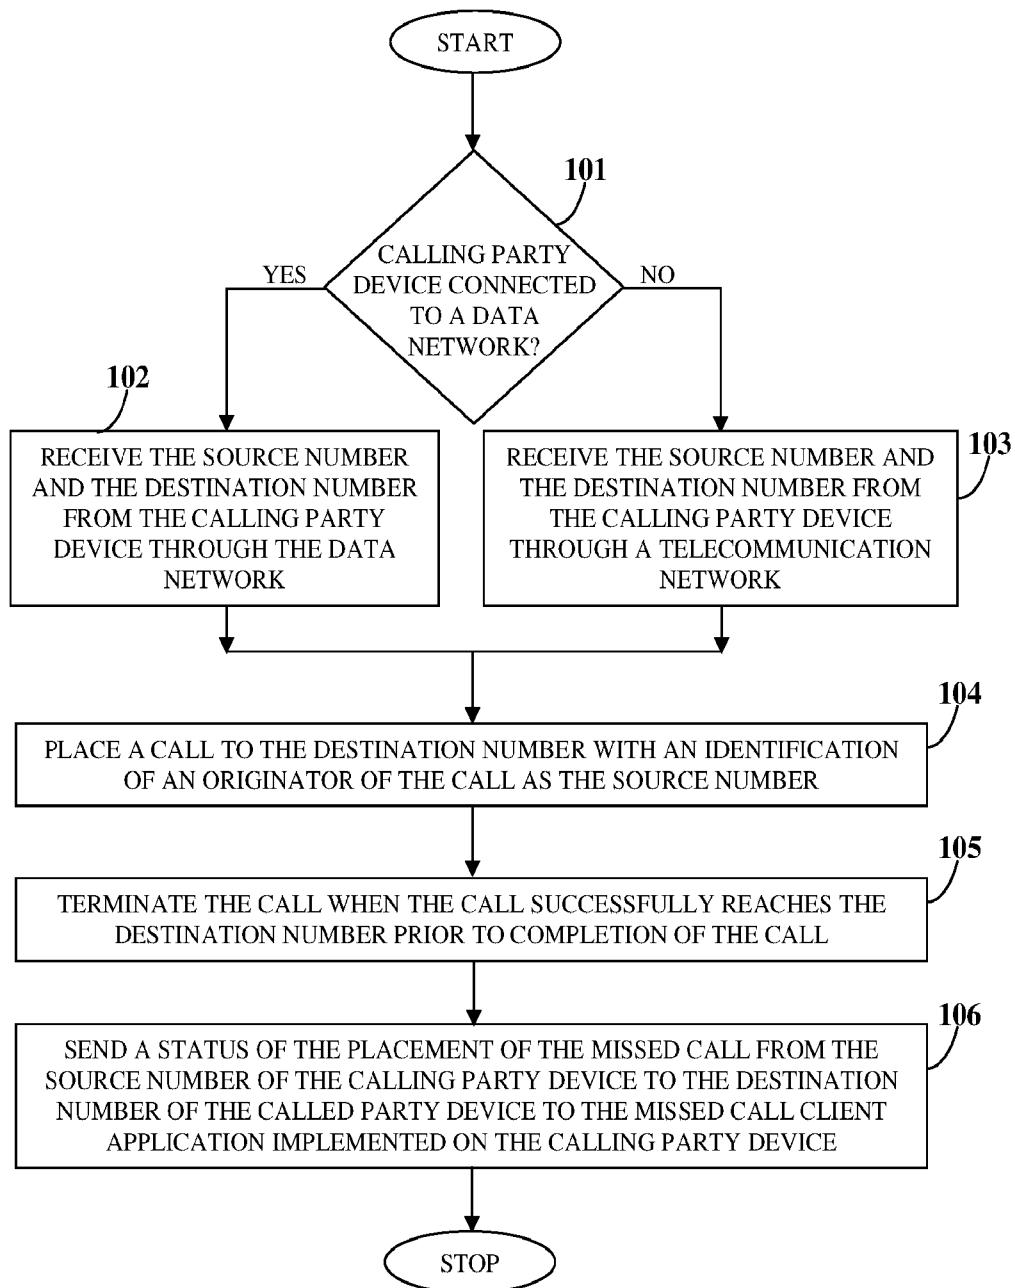 START
101
CALLING PARTY
DEVICE CONNECTED
TO A DATA
NETWORK?
YES
NO
102
RECEIVE THE SOURCE NUMBER
AND THE DESTINATION NUMBER
FROM THE CALLING PARTY
DEVICE THROUGH THE DATA
NETWORK
103
RECEIVE THE SOURCE NUMBER AND
THE DESTINATION NUMBER FROM
THE CALLING PARTY DEVICE
THROUGH A TELECOMMUNICATION
NETWORK
104
PLACE A CALL TO THE DESTINATION NUMBER WITH AN IDENTIFICATION
OF AN ORIGINATOR OF THE CALL AS THE SOURCE NUMBER
105
TERMINATE THE CALL WHEN THE CALL SUCCESSFULLY REACHES THE
DESTINATION NUMBER PRIOR TO COMPLETION OF THE CALL
106
SEND A STATUS OF THE PLACEMENT OF THE MISSED CALL FROM THE
SOURCE NUMBER OF THE CALLING PARTY DEVICE TO THE DESTINATION
NUMBER OF THE CALLED PARTY DEVICE TO THE MISSED CALL CLIENT
APPLICATION IMPLEMENTED ON THE CALLING PARTY DEVICE
STOP